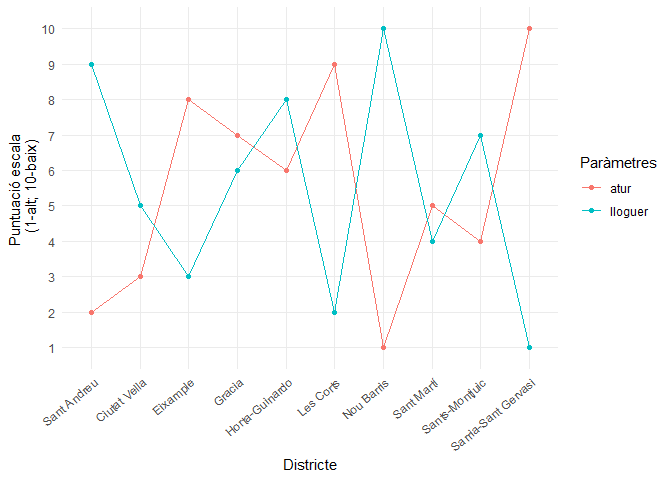 10
9
8
7
6
5
4
3
2
1
Puntuació escala
(1-alt; 10-baix)
Sant Andreu
Ciutat Vella
Eixample
Gracia
Horta-Guinardo
Les Corts
Nou Barris
Sant Martí
Sants-Montjuic
Sarria-Sant Gervasi
Districte
Paràmetres
atur
lloguer